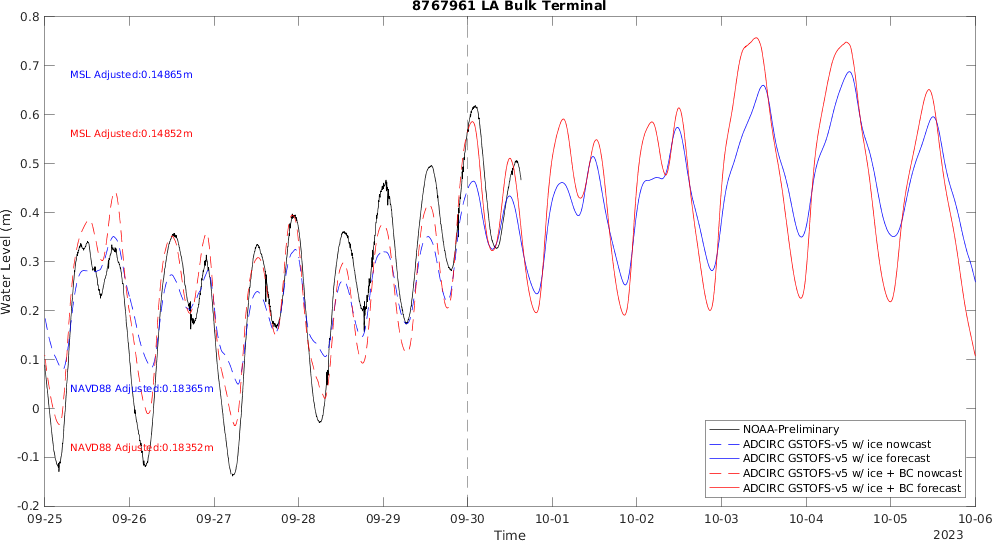 8767961 LA Bulk Terminal
0.8
0.7
0.6
0.5
0.4
0.3
0.2
0.1
0
-0.1
-0.2
Water Level (m)
MSL Adjusted:0.14865m
MSL Adjusted:0.14852m
NAVD88 Adjusted:0.18365m
NAVD88 Adjusted:0.18352m
NOAA-Preliminary
ADCIRC GSTOFS-v5 w/ ice nowcast
ADCIRC GSTOFS-v5 w/ ice forecast
ADCIRC GSTOFS-v5 w/ ice + BC nowcast
ADCIRC GSTOFS-v5 w/ ice + BC forecast
09-25 09-26 09-27 09-28 09-29 09-30 10-01 10-02 10-03 10-04 10-05 10-06
Time
2023